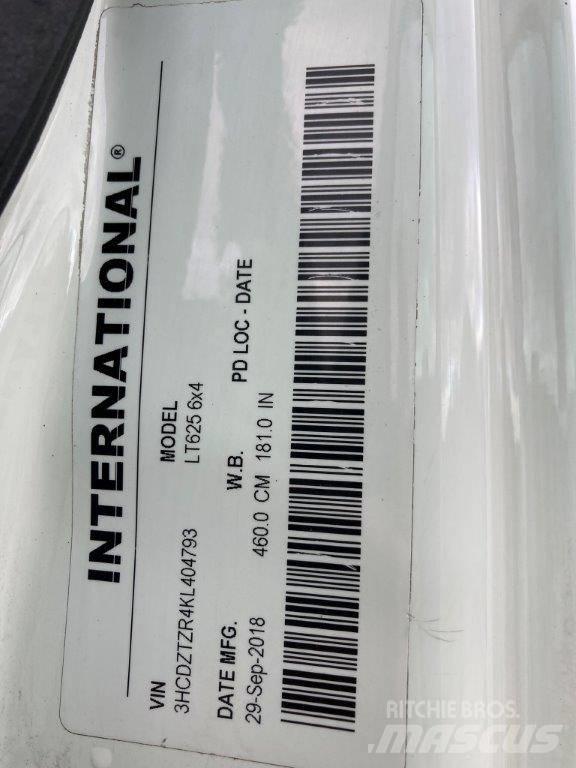 INTERNATIONAL®
VIN MODEL
3HCDZTZR4KL404793 LT625 6x4
DATE MFG. W.B. PD LOC - DATE
29-Sep-2018 460.0 CM 181.0 IN
RITCHIE BROS.
MASCUS